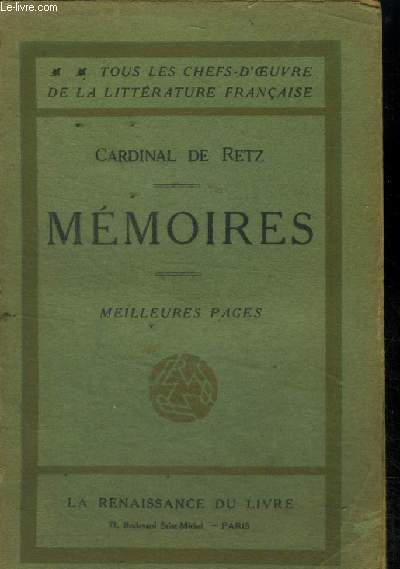 © Le-livre.com
TOUS LES CHEFS-D'ŒUVRE
DE LA LITTÉRATURE FRANÇAISE
CARDINAL DE RETZ
MÉMOIRES
MEILLEURES PAGES
LA RENAISSANCE DU LIVRE
78, Boulevard Saint-Michel. — PARIS